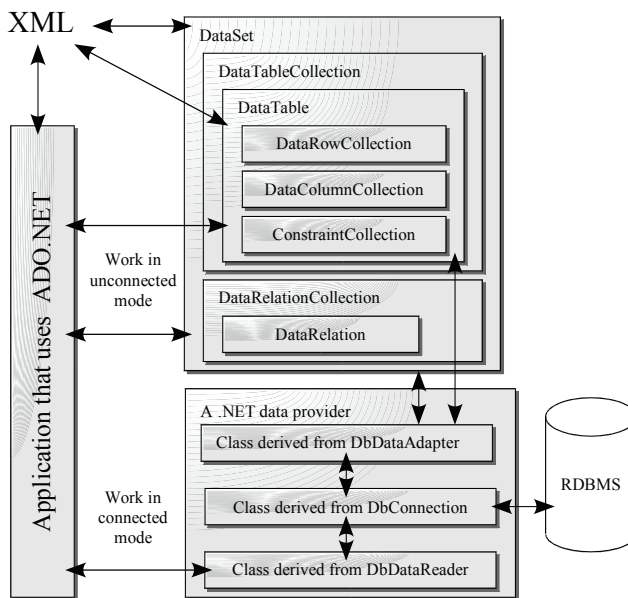 XML
DataSet
DataTableCollection
DataTable
DataRowCollection
DataColumnCollection
ConstraintCollection
Work in
unconnected
mode
DataRelationCollection
DataRelation
Application that uses ADO.NET
A .NET data provider
Class derived from DbDataAdapter
Class derived from DbConnection
RDBMS
Work in
connected
mode
Class derived from DbDataReader